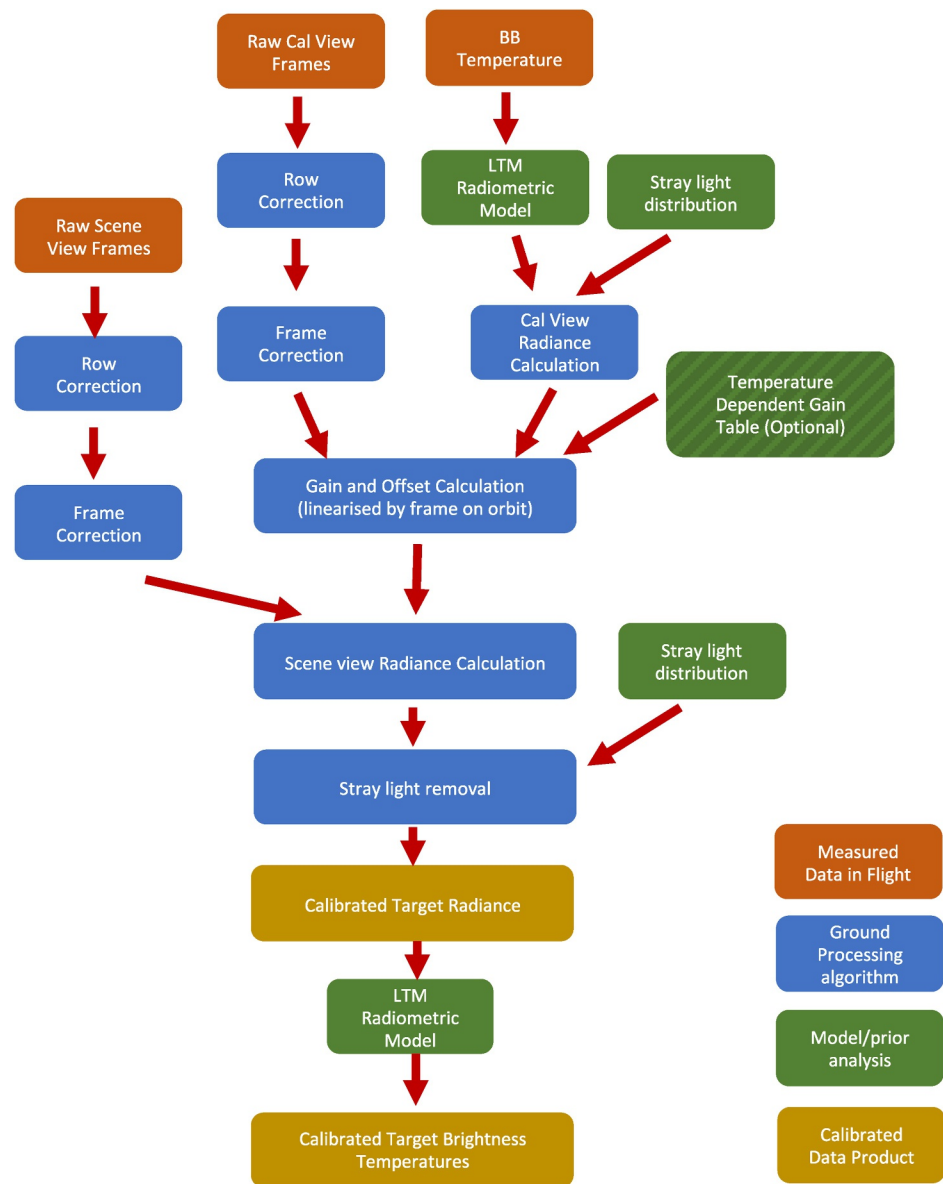 Raw Cal View
Frames
BB
Temperature
Row
Correction
LTM
Radiometric
Model
Stray light
distribution
Raw Scene
View Frames
Frame
Correction
Cal View
Radiance
Calculation
Row
Correction
Temperature
Dependent Gain
Table (Optional)
Gain and Offset Calculation
(linearised by frame on orbit)
Frame
Correction
Scene view Radiance Calculation
Stray light
distribution
Stray light removal
Calibrated Target Radiance
LTM
Radiometric
Model
Calibrated Target Brightness
Temperatures
Measured
Data in Flight
Ground
Processing
algorithm
Model/prior
analysis
Calibrated
Data Product